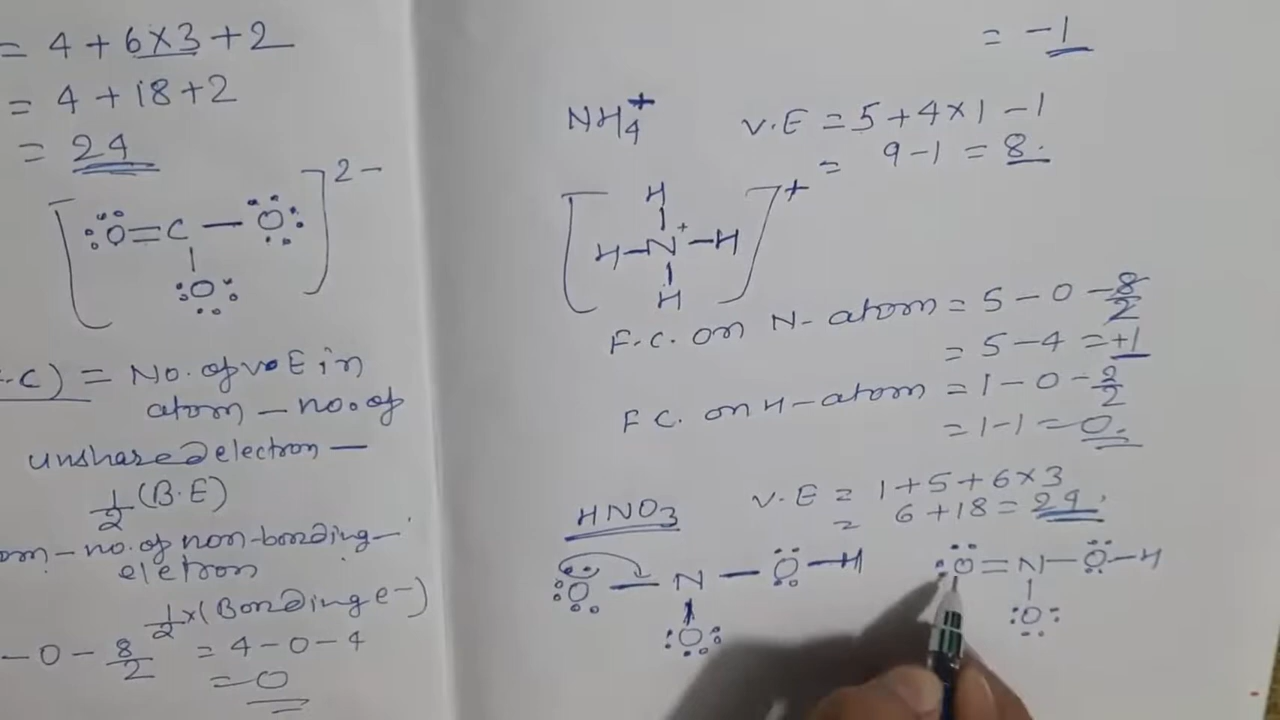 = 4 + 6×3 + 2
= 4 + 18 + 2
= 24
2-
:O=C—O:
:O:
.C) = No. of v.E in
atom – no. of
unshared electron –
1/2 (B.E)
om – no. of non-bonding –
eletron
1/2 × (Bonding e-)
- 0 - 8/2 = 4 - 0 - 4
= 0
= -1
NH4+
V.E = 5 + 4×1 - 1
= 9 - 1 = 8.
+
H
H–N+–H
H
F.C. on N-atom = 5 - 0 - 8/2
= 5 - 4 = +1
F.C. on H-atom = 1 - 0 - 2/2
= 1 - 1 = 0.
HNO3
V.E = 1 + 5 + 6×3
= 6 + 18 = 24.
:O — N — O — H
:O:
:O = N — O — H
:O: